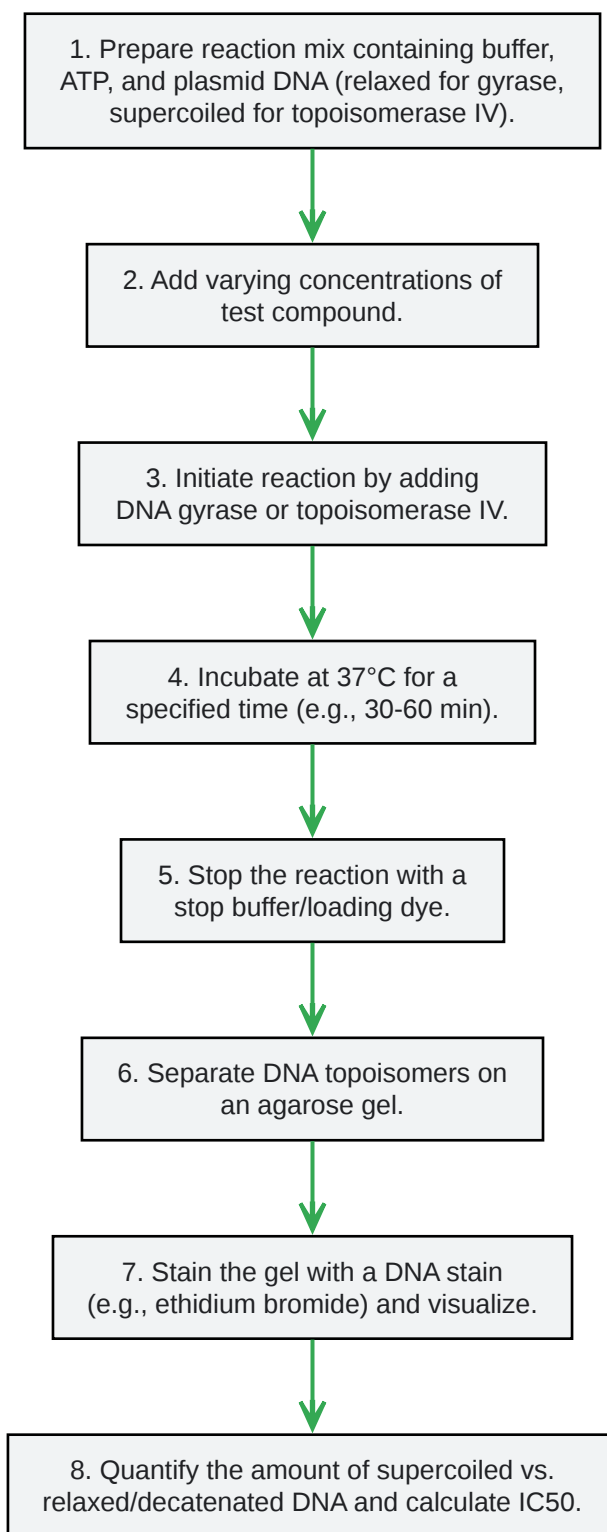 1. Prepare reaction mix containing buffer,
ATP, and plasmid DNA (relaxed for gyrase,
supercoiled for topoisomerase IV).
2. Add varying concentrations of
test compound.
3. Initiate reaction by adding
DNA gyrase or topoisomerase IV.
4. Incubate at 37°C for a
specified time (e.g., 30-60 min).
5. Stop the reaction with a
stop buffer/loading dye.
6. Separate DNA topoisomers on
an agarose gel.
7. Stain the gel with a DNA stain
(e.g., ethidium bromide) and visualize.
8. Quantify the amount of supercoiled vs.
relaxed/decatenated DNA and calculate IC50.